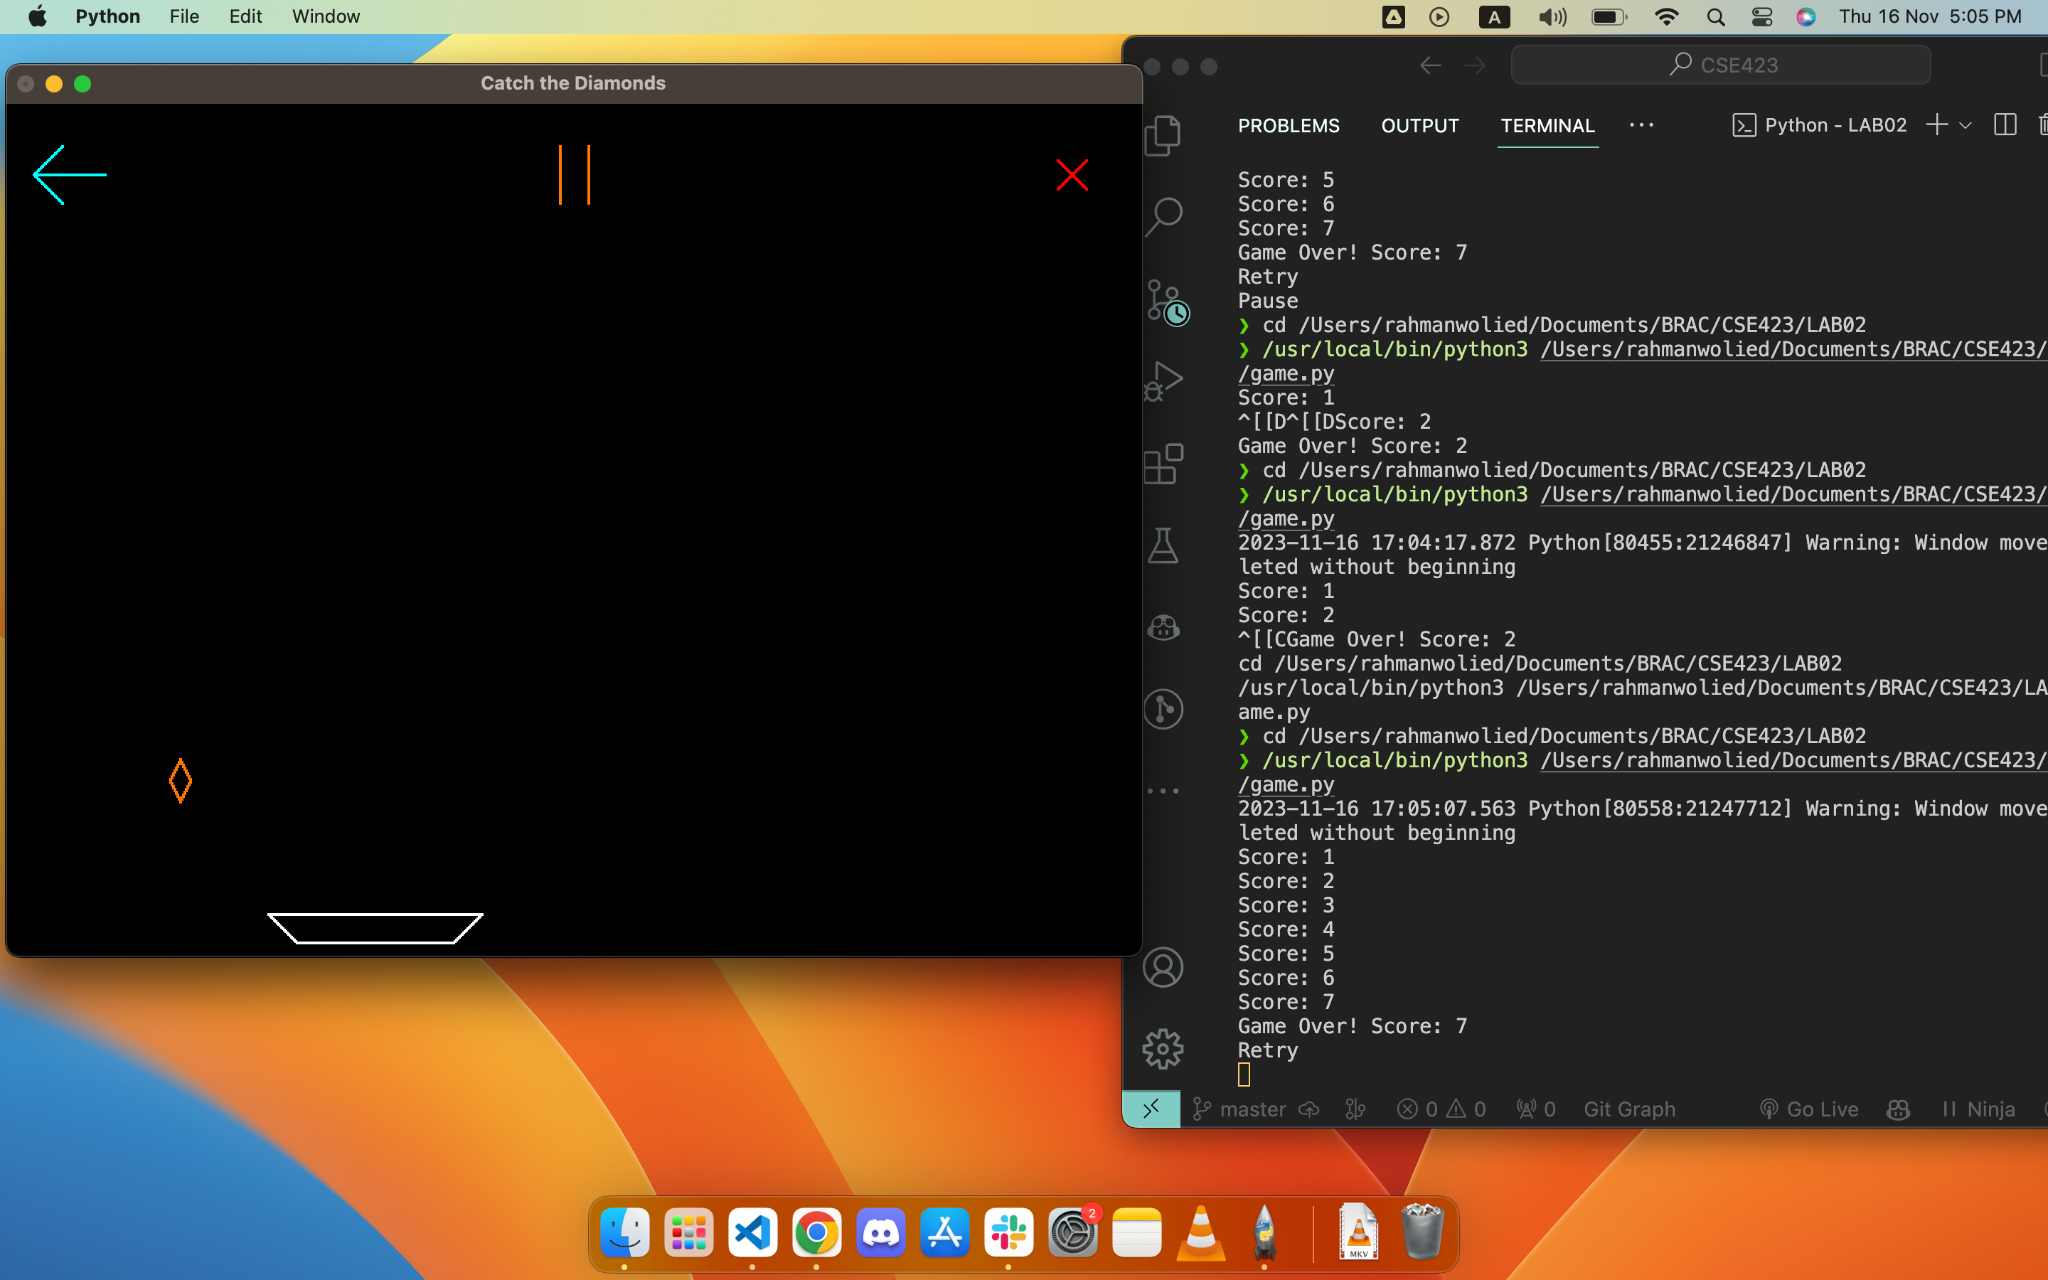 Python File Edit Window
A
Thu 16 Nov 5:05 PM
Catch the Diamonds
CSE423
PROBLEMS OUTPUT TERMINAL ···
Python - LAB02
Score: 5
Score: 6
Score: 7
Game Over! Score: 7
Retry
Pause
❯ cd /Users/rahmanwolied/Documents/BRAC/CSE423/LAB02
❯ /usr/local/bin/python3 /Users/rahmanwolied/Documents/BRAC/CSE423/
/game.py
Score: 1
^[[D^[[DScore: 2
Game Over! Score: 2
❯ cd /Users/rahmanwolied/Documents/BRAC/CSE423/LAB02
❯ /usr/local/bin/python3 /Users/rahmanwolied/Documents/BRAC/CSE423/
/game.py
2023-11-16 17:04:17.872 Python[80455:21246847] Warning: Window move
leted without beginning
Score: 1
Score: 2
^[[CGame Over! Score: 2
cd /Users/rahmanwolied/Documents/BRAC/CSE423/LAB02
/usr/local/bin/python3 /Users/rahmanwolied/Documents/BRAC/CSE423/LA
ame.py
❯ cd /Users/rahmanwolied/Documents/BRAC/CSE423/LAB02
❯ /usr/local/bin/python3 /Users/rahmanwolied/Documents/BRAC/CSE423/
/game.py
2023-11-16 17:05:07.563 Python[80558:21247712] Warning: Window move
leted without beginning
Score: 1
Score: 2
Score: 3
Score: 4
Score: 5
Score: 6
Score: 7
Game Over! Score: 7
Retry
master 0 0 0 Git Graph Go Live Ninja
2
MKV